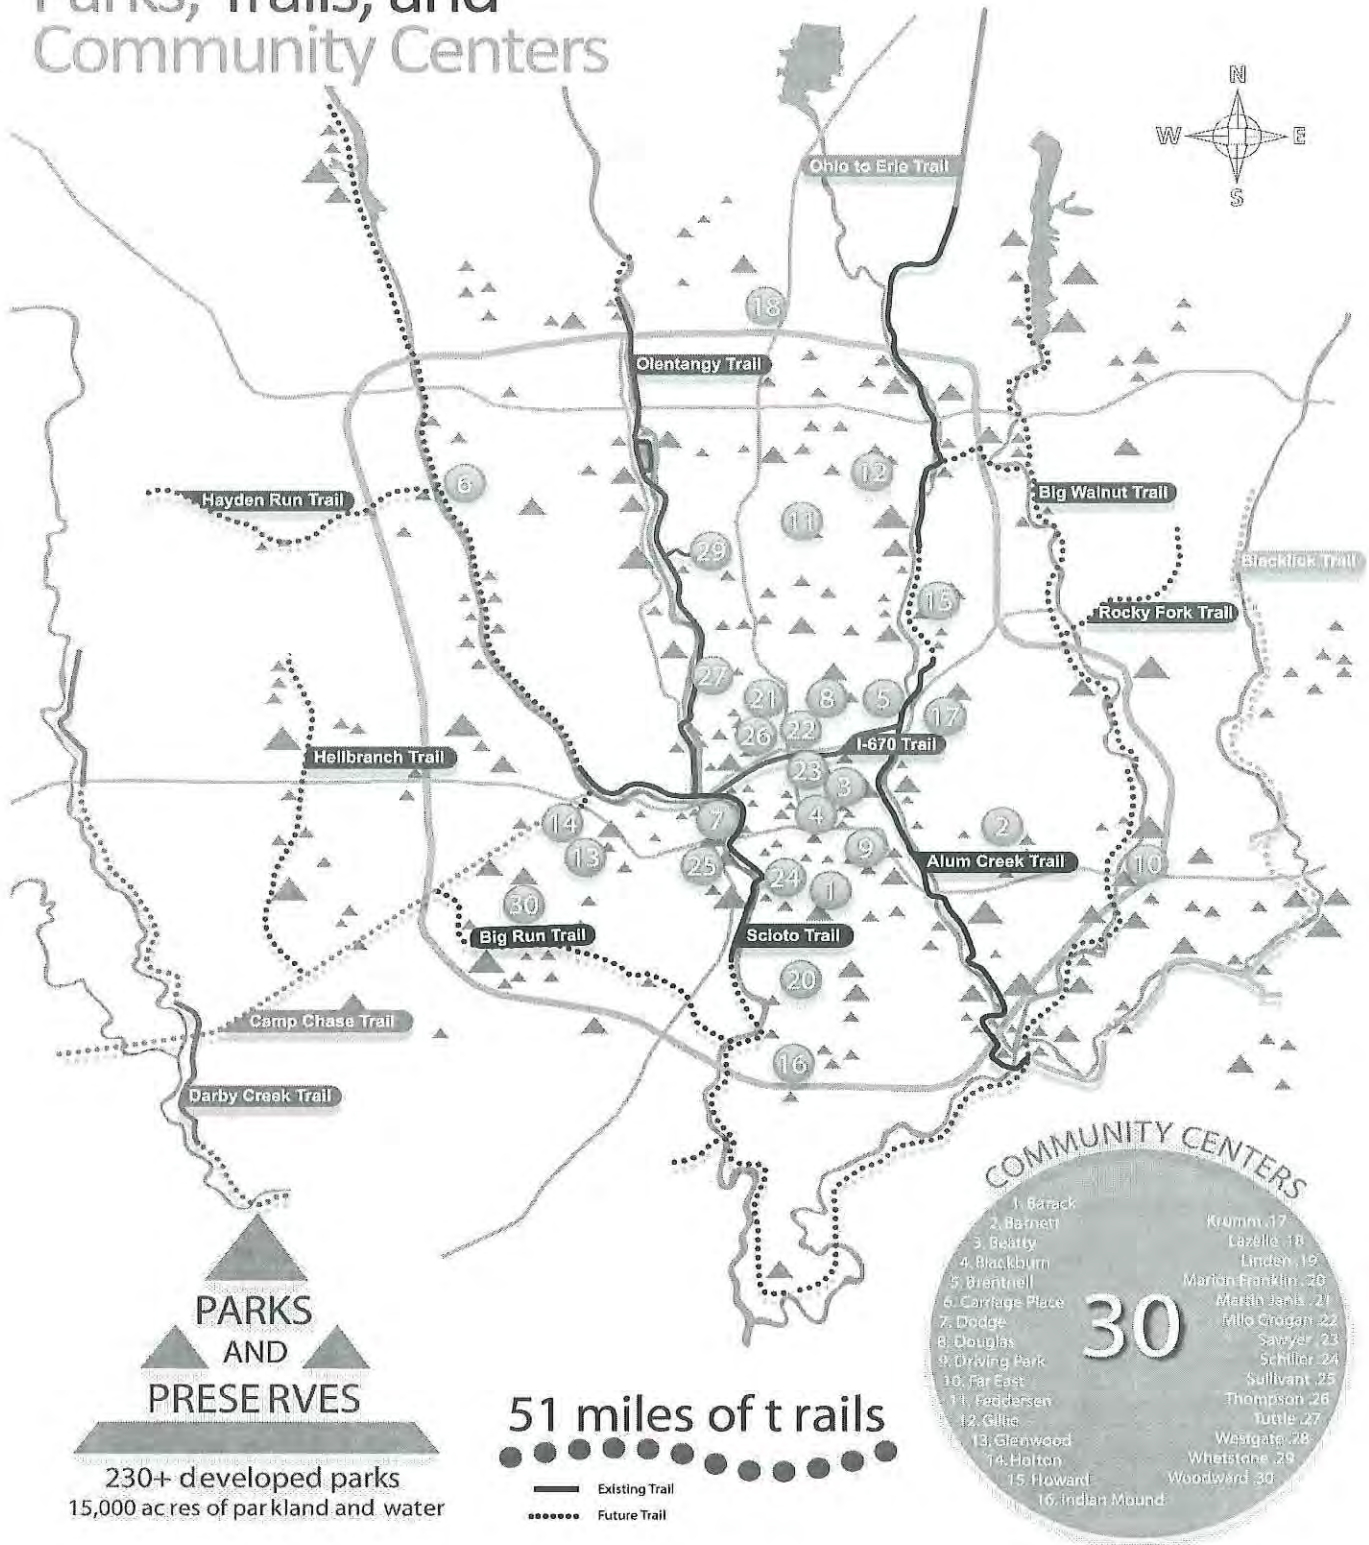 Parks, Trails, and
Community Centers
N
W E
S
Ohio to Erie Trail
18
Olentangy Trail
12
6
Hayden Run Trail
Big Walnut Trail
11
29
Blacklick Trail
15
Rocky Fork Trail
27
21
8
5
17
26
22
I-670 Trail
Hellbranch Trail
23
3
14
7
4
2
13
25
9
Alum Creek Trail
10
24
1
30
Big Run Trail
Scioto Trail
20
Camp Chase Trail
16
Darby Creek Trail
PARKS
AND
PRESERVES
230+ developed parks
15,000 acres of parkland and water
51 miles of trails
Existing Trail
Future Trail
COMMUNITY CENTERS
30
1. Barack
2. Barnett
3. Beatty
4. Blackburn
5. Brentnell
6. Carriage Place
7. Dodge
8. Douglas
9. Driving Park
10. Far East
11. Feddersen
12. Gillie
13. Glenwood
14. Holton
15. Howard
16. Indian Mound
Krumm .17
Lazelle .18
Linden .19
Marion Franklin .20
Martin Janis .21
Milo Grogan .22
Sawyer .23
Schiller .24
Sullivant .25
Thompson .26
Tuttle .27
Westgate .28
Whetstone .29
Woodward .30